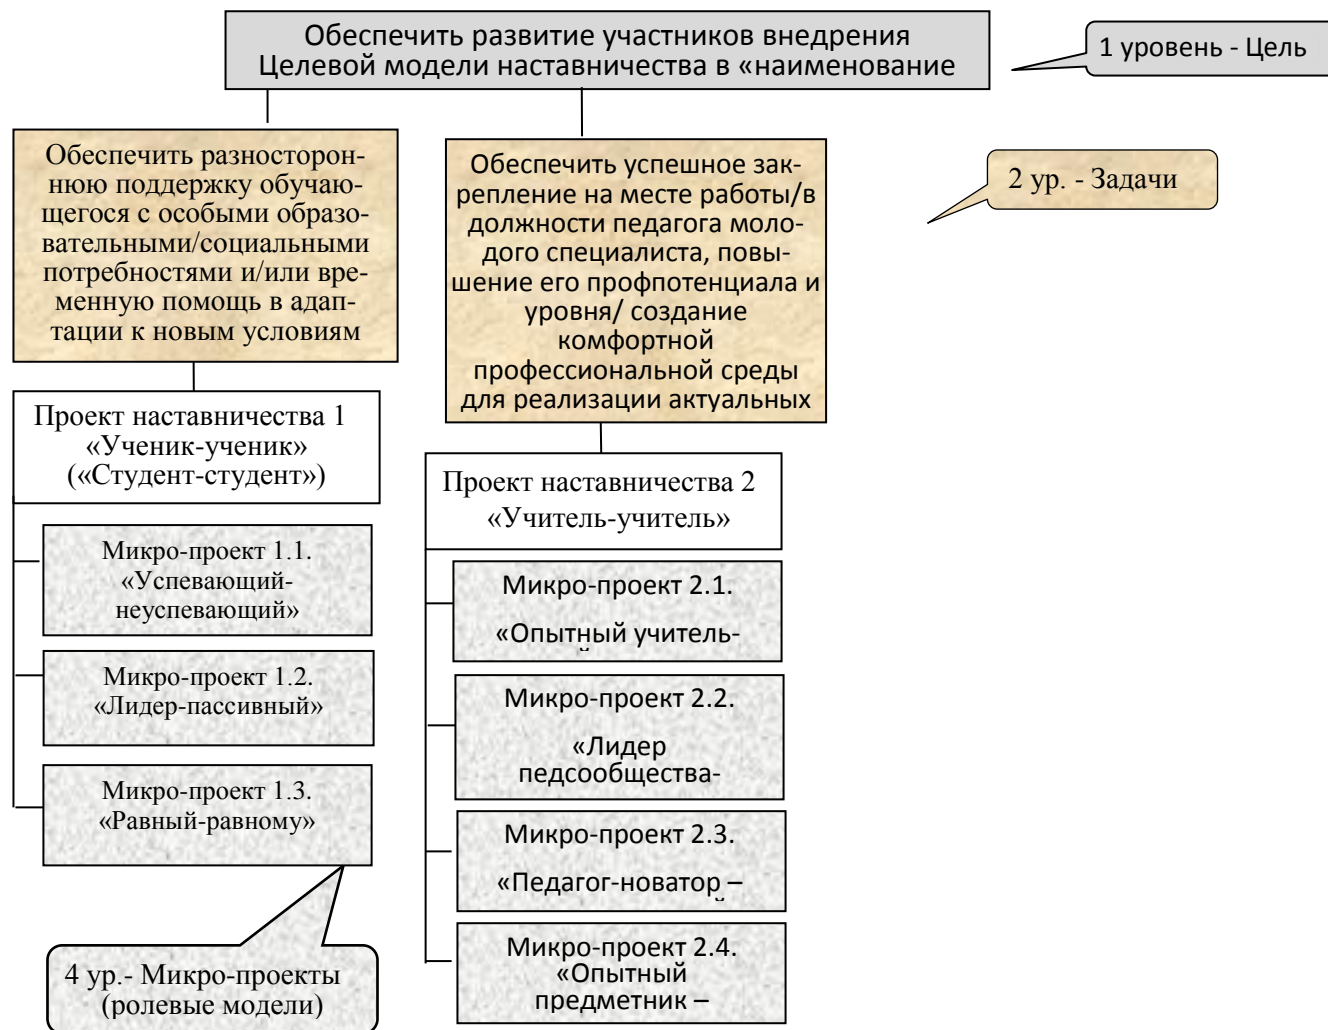 Обеспечить развитие участников внедрения
Целевой модели наставничества в «наименование
1 уровень - Цель
Обеспечить разносторон-
нюю поддержку обучаю-
щегося с особыми образо-
вательными/социальными
потребностями и/или вре-
менную помощь в адап-
тации к новым условиям
Обеспечить успешное зак-
репление на месте работы/в
должности педагога моло-
дого специалиста, повы-
шение его профпотенциала и
уровня/ создание
комфортной
профессиональной среды
для реализации актуальных
2 ур. - Задачи
Проект наставничества 1
«Ученик-ученик»
(«Студент-студент»)
Проект наставничества 2
«Учитель-учитель»
Микро-проект 1.1.
«Успевающий-
неуспевающий»
Микро-проект 1.2.
«Лидер-пассивный»
Микро-проект 1.3.
«Равный-равному»
4 ур.- Микро-проекты
(ролевые модели)
Микро-проект 2.1.
«Опытный учитель-
Микро-проект 2.2.
«Лидер
педсообщества-
Микро-проект 2.3.
«Педагог-новатор –
Микро-проект 2.4.
«Опытный
предметник –